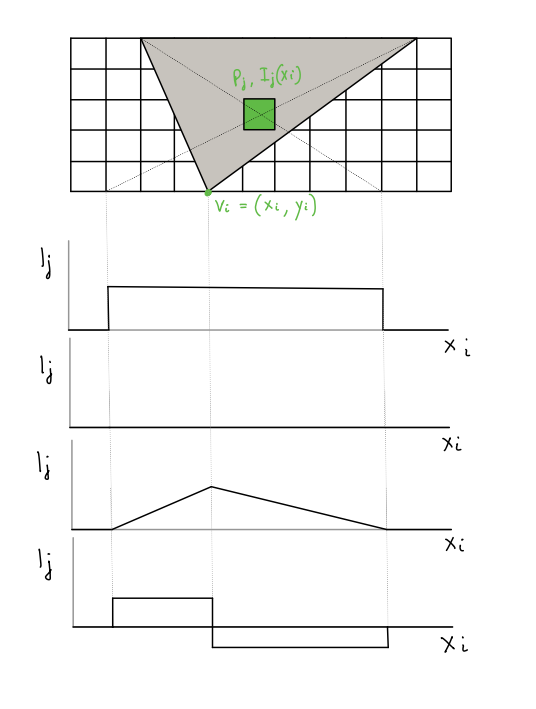 Pj, Ij(xi)
vi = (xi, yi)
Ij
xi
Ij
xi
Ij
xi
Ij
xi